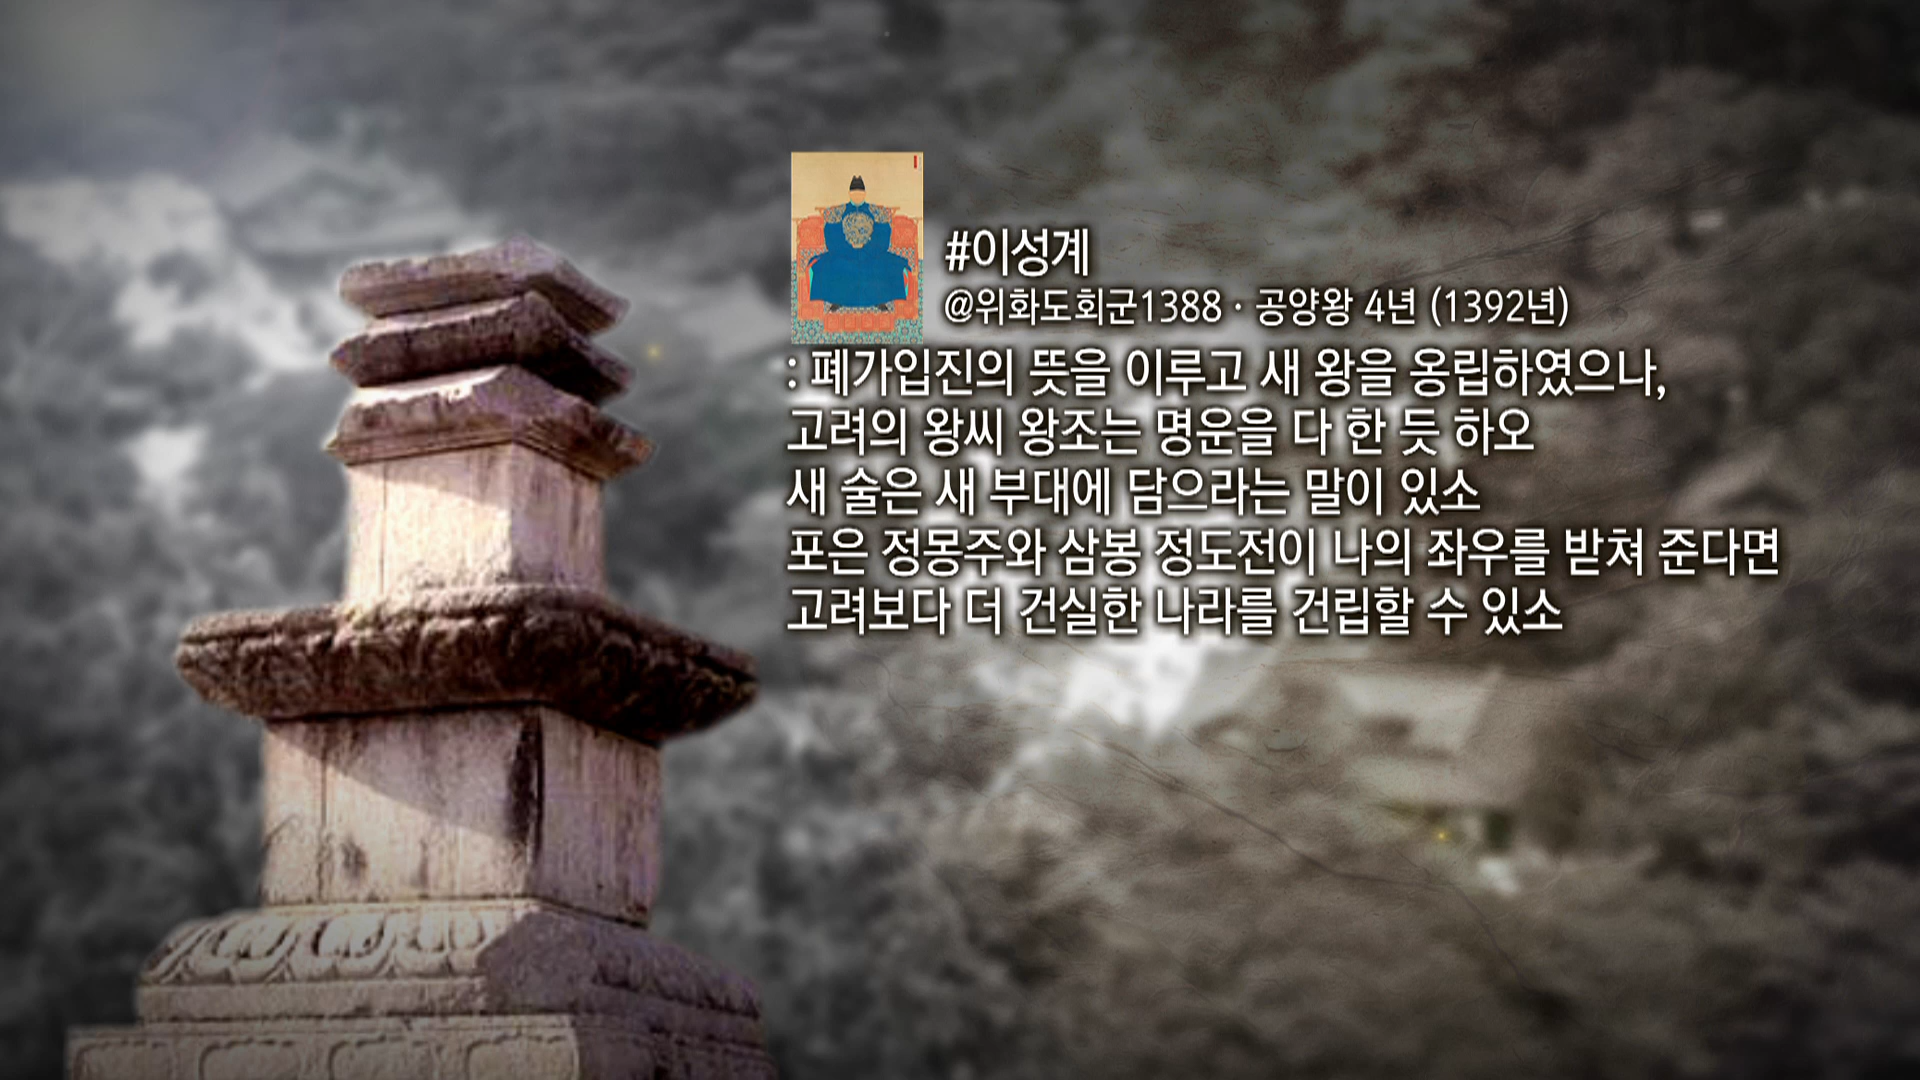 #이성계
@위화도회군1388 · 공양왕 4년 (1392년)
: 폐가입진의 뜻을 이루고 새 왕을 옹립하였으나,
고려의 왕씨 왕조는 명운을 다 한 듯 하오
새 술은 새 부대에 담으라는 말이 있소
포은 정몽주와 삼봉 정도전이 나의 좌우를 받쳐 준다면
고려보다 더 건실한 나라를 건립할 수 있소